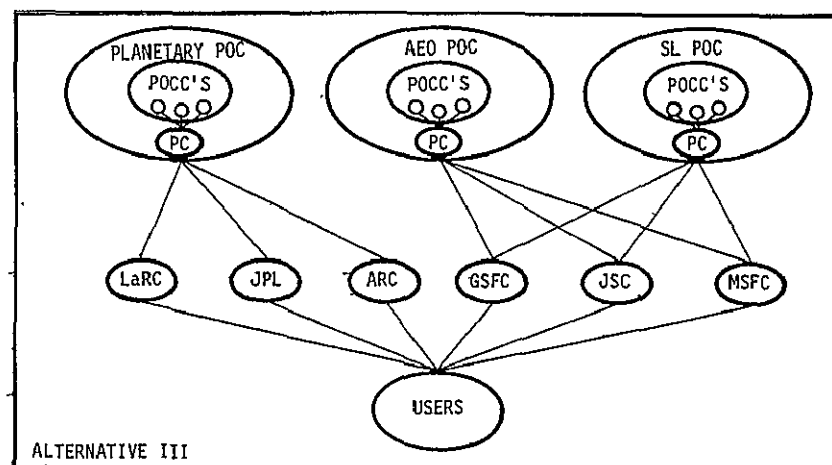 PLANETARY POC
AEO POC
SL POC
POCC'S
POCC'S
POCC'S
PC
PC
PC
LaRC
JPL
ARC
GSFC
JSC
MSFC
USERS
ALTERNATIVE III